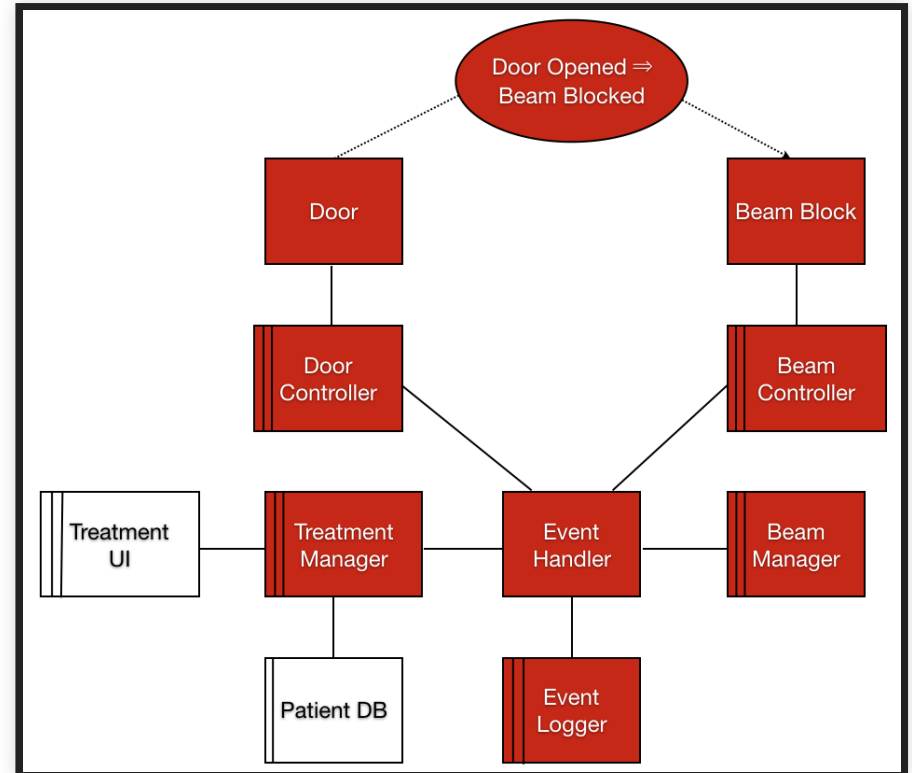 Door Opened ⇒
Beam Blocked
Door
Beam Block
Door
Controller
Beam
Controller
Treatment
UI
Treatment
Manager
Event
Handler
Beam
Manager
Patient DB
Event
Logger